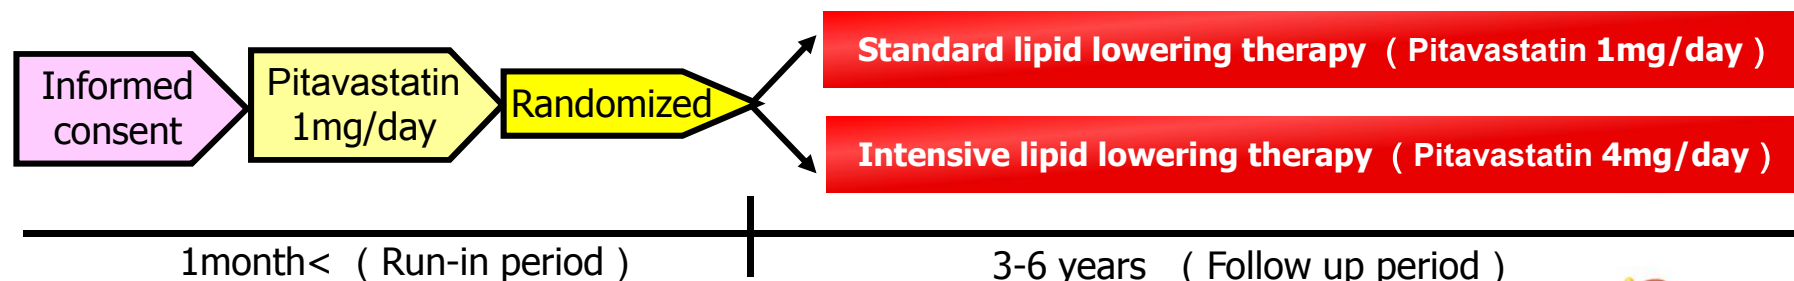 Informed
consent
Pitavastatin
1mg/day
Randomized
Standard lipid lowering therapy ( Pitavastatin 1mg/day )
Intensive lipid lowering therapy ( Pitavastatin 4mg/day )
1month< ( Run-in period )
3-6 years ( Follow up period )